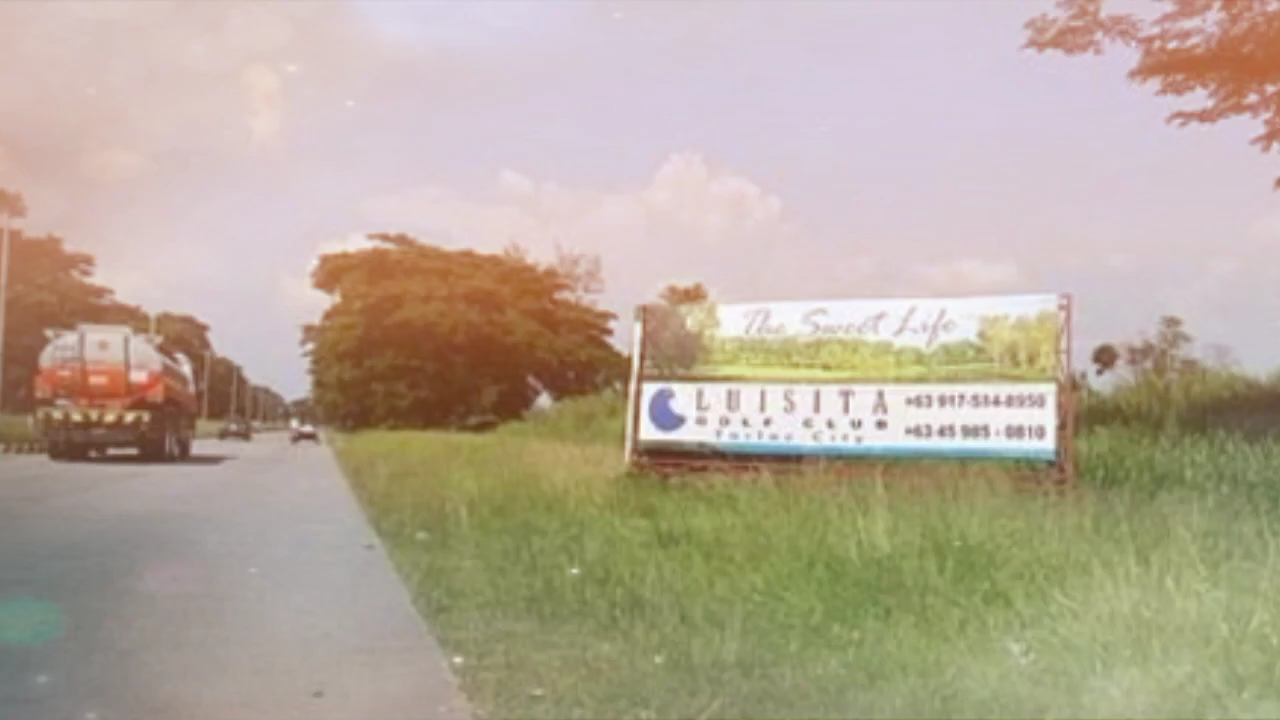 The Sweet Life
LUISITA
GOLF CLUB
Tarlac City
+63 917-514-8950
+63 45 985 - 0810